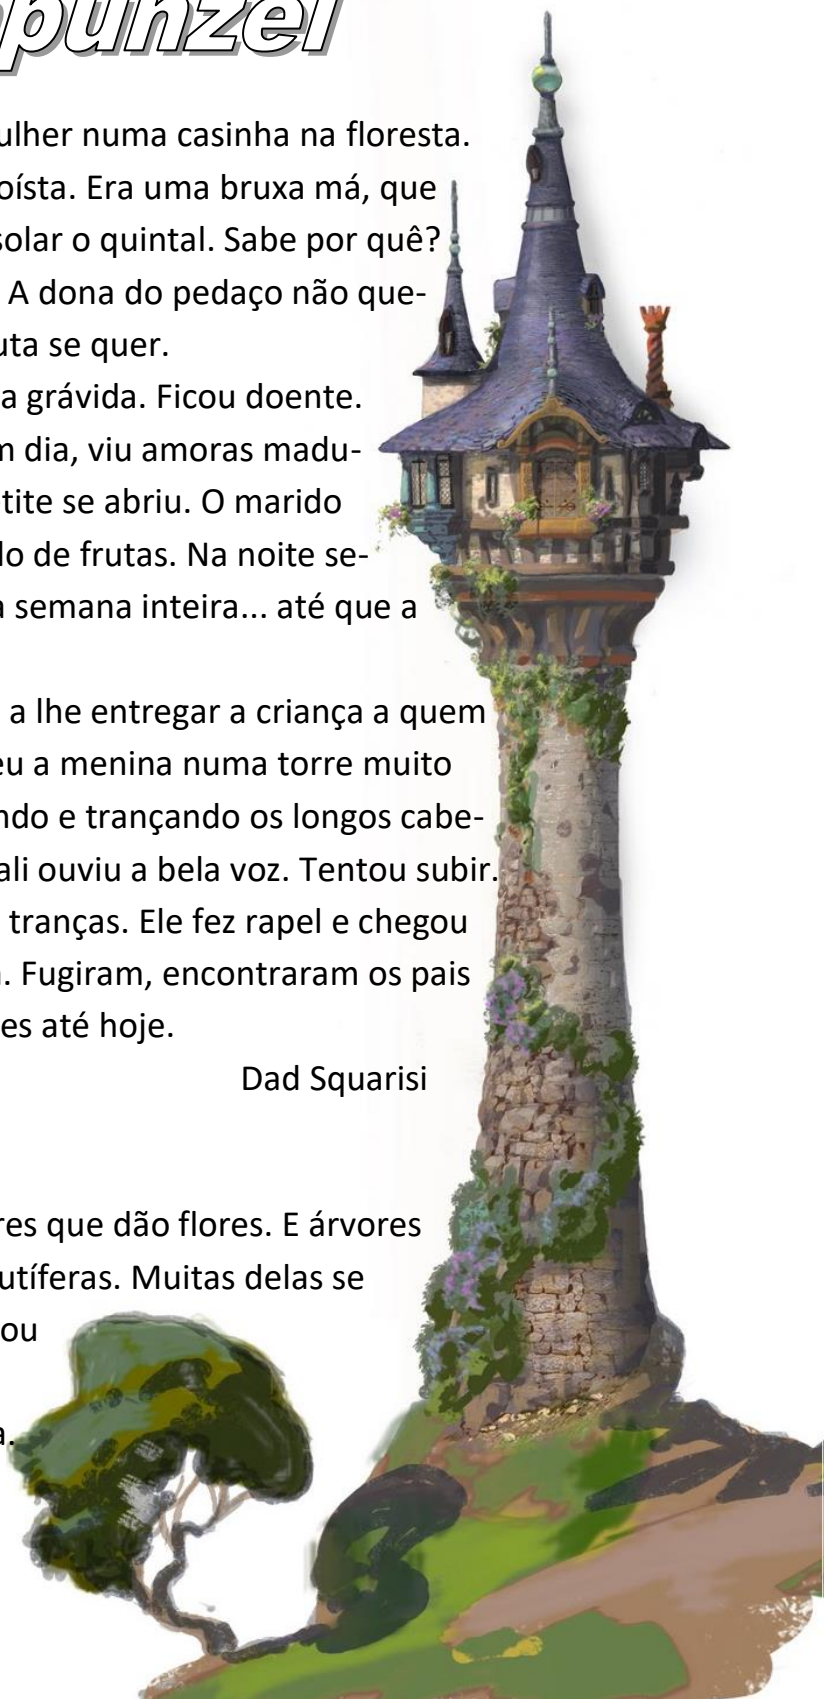 punzel
ulher numa casinha na floresta.
oísta. Era uma bruxa má, que
solar o quintal. Sabe por quê?
A dona do pedaço não que-
uta se quer.
a grávida. Ficou doente.
m dia, viu amoras madu-
tite se abriu. O marido
do de frutas. Na noite se-
a semana inteira... até que a
a lhe entregar a criança a quem
eu a menina numa torre muito
ndo e trançando os longos cabe-
ali ouviu a bela voz. Tentou subir.
tranças. Ele fez rapel e chegou
a. Fugiram, encontraram os pais
es até hoje.
Dad Squarisi
res que dão flores. E árvores
utíferas. Muitas delas se
ou
a.